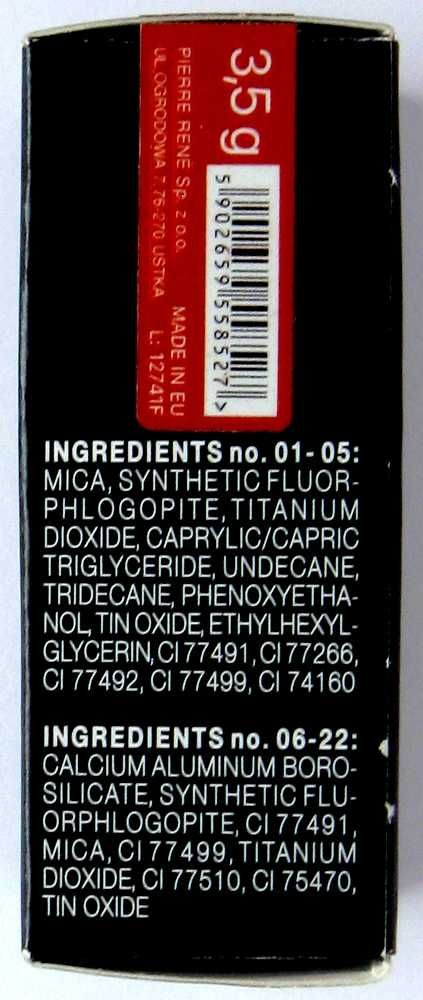 3,5 g
5 902659 558527 >
PIERRE RENÉ Sp. z o.o. MADE IN EU
UL.OGRODOWA 7, 76-270 USTKA L: 12741F
INGREDIENTS no. 01- 05:
MICA, SYNTHETIC FLUOR-
PHLOGOPITE, TITANIUM
DIOXIDE, CAPRYLIC/CAPRIC
TRIGLYCERIDE, UNDECANE,
TRIDECANE, PHENOXYETHA-
NOL, TIN OXIDE, ETHYLHEXYL-
GLYCERIN, CI 77491, CI 77266,
CI 77492, CI 77499, CI 74160
INGREDIENTS no. 06-22:
CALCIUM ALUMINUM BORO-
SILICATE, SYNTHETIC FLU-
ORPHLOGOPITE, CI 77491,
MICA, CI 77499, TITANIUM
DIOXIDE, CI 77510, CI 75470,
TIN OXIDE